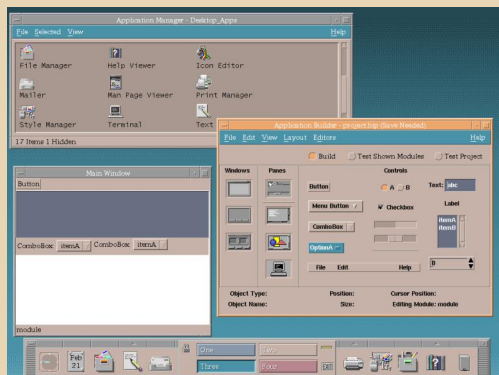 Application Manager - Desktop_Apps
File Selected View Help
File Manager Help Viewer Icon Editor
Mailer Man Page Viewer Print Manager
Style Manager Terminal Text
17 Items 1 Hidden
Application Builder - project.bip (Save Needed)
File Edit View Layout Editors Help
Build Test Shown Modules Test Project
Windows Panes Controls
Button A B Text: abc
Menu Button Checkbox Label
itemA
itemB
ComboBox
OptionA
File Edit Help 0
Object Type: Position: Cursor Position:
Object Name: Size: Editing Module: module
Main Window
Button
ComboBox: itemA ComboBox: itemA
module
Feb
21
One Two
Three Four